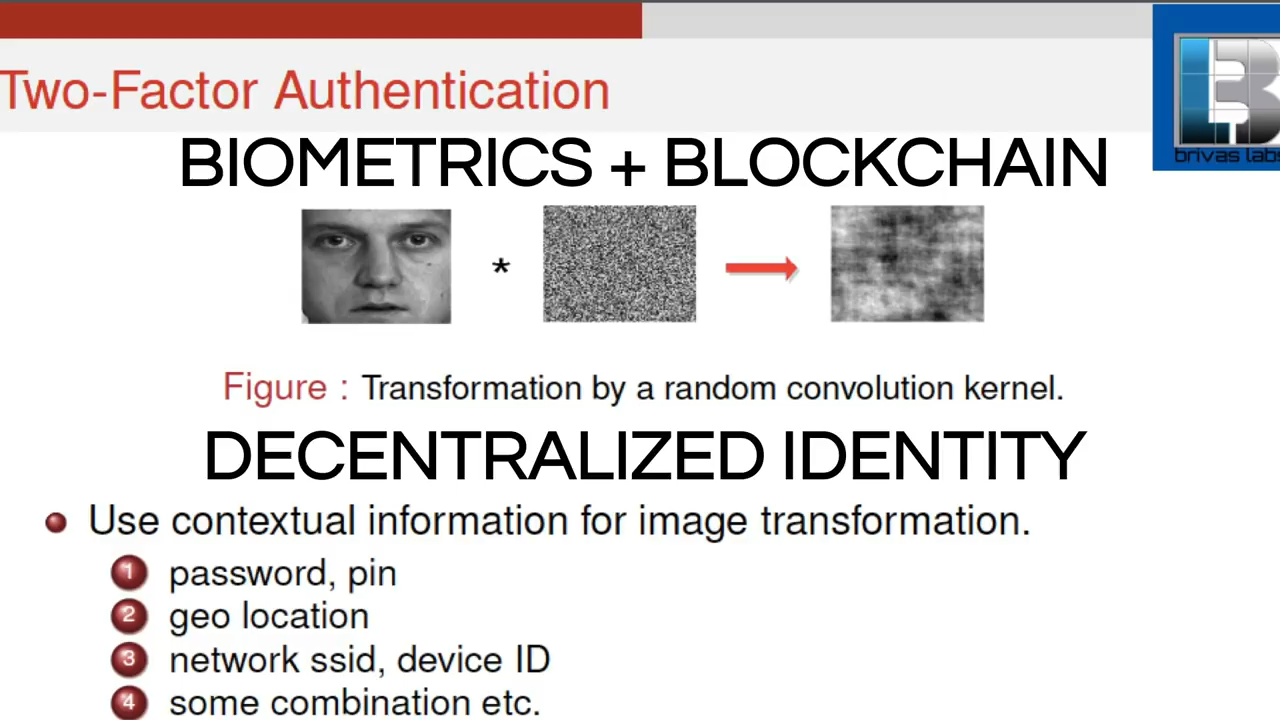 Two-Factor Authentication
brivas labs
BIOMETRICS + BLOCKCHAIN
*
Figure : Transformation by a random convolution kernel.
DECENTRALIZED IDENTITY
Use contextual information for image transformation.
1 password, pin
2 geo location
3 network ssid, device ID
4 some combination etc.